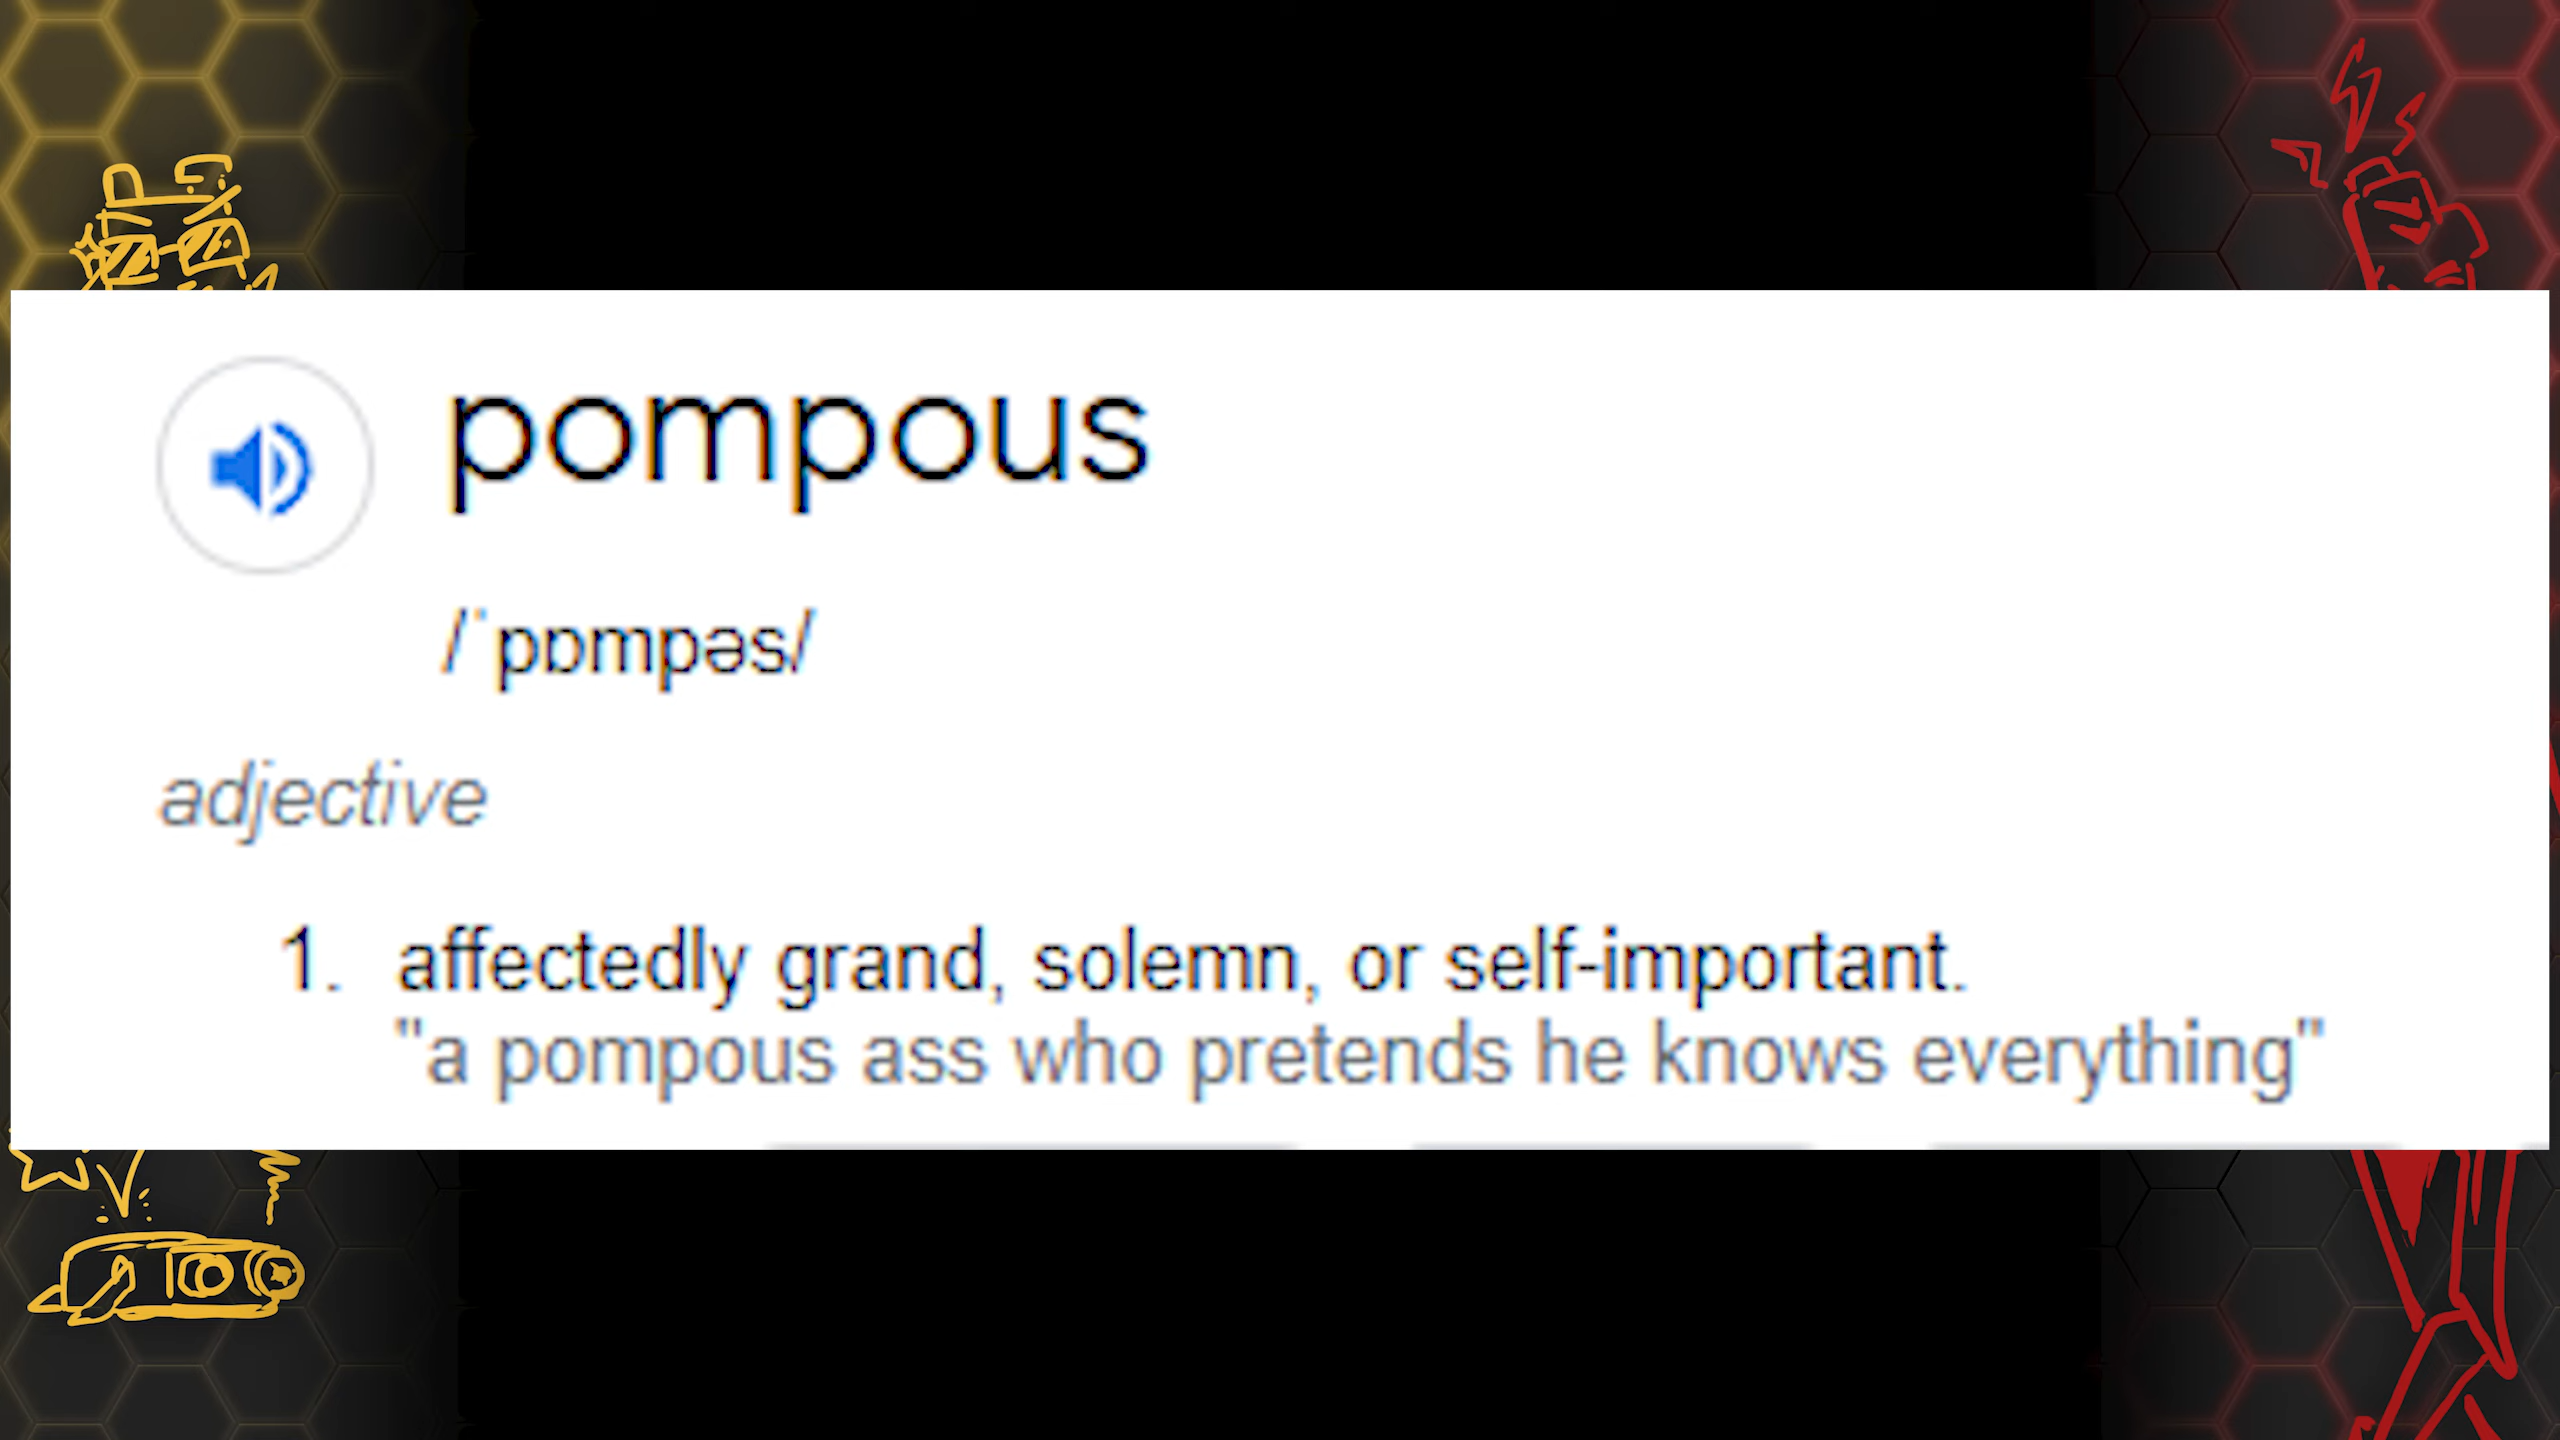 pompous
/ˈpɒmpəs/
adjective
1. affectedly grand, solemn, or self-important.
"a pompous ass who pretends he knows everything"